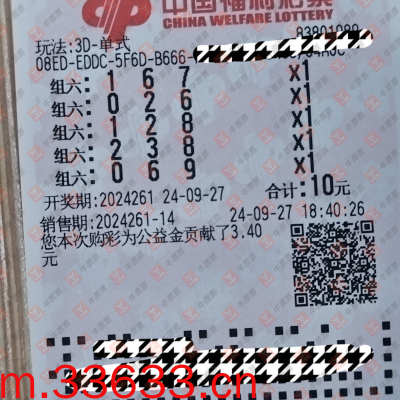 中国福利彩票
CHINA WELFARE LOTTERY
玩法:3D-单式
08ED-EDDC-5F6D-B666-
组六: 1 6 7 X1
组六: 0 2 6 X1
组六: 1 2 8 X1
组六: 2 3 8 X1
组六: 0 6 9 X1
开奖期:2024261 24-09-27 合计:10元
销售期:2024261-14 24-09-27 18:40:26
您本次购彩为公益金贡献了3.40
元
m.33633.cn